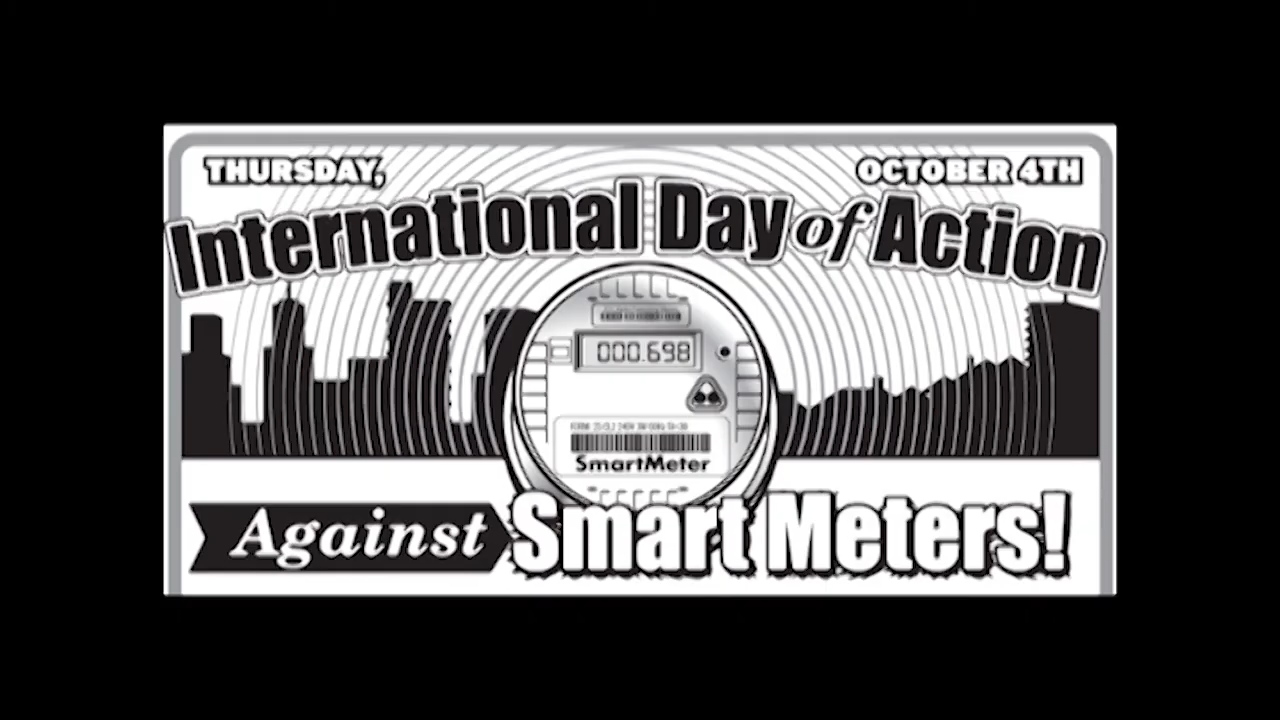 THURSDAY, OCTOBER 4TH
International Day of Action
000.698
SmartMeter
Against Smart Meters!